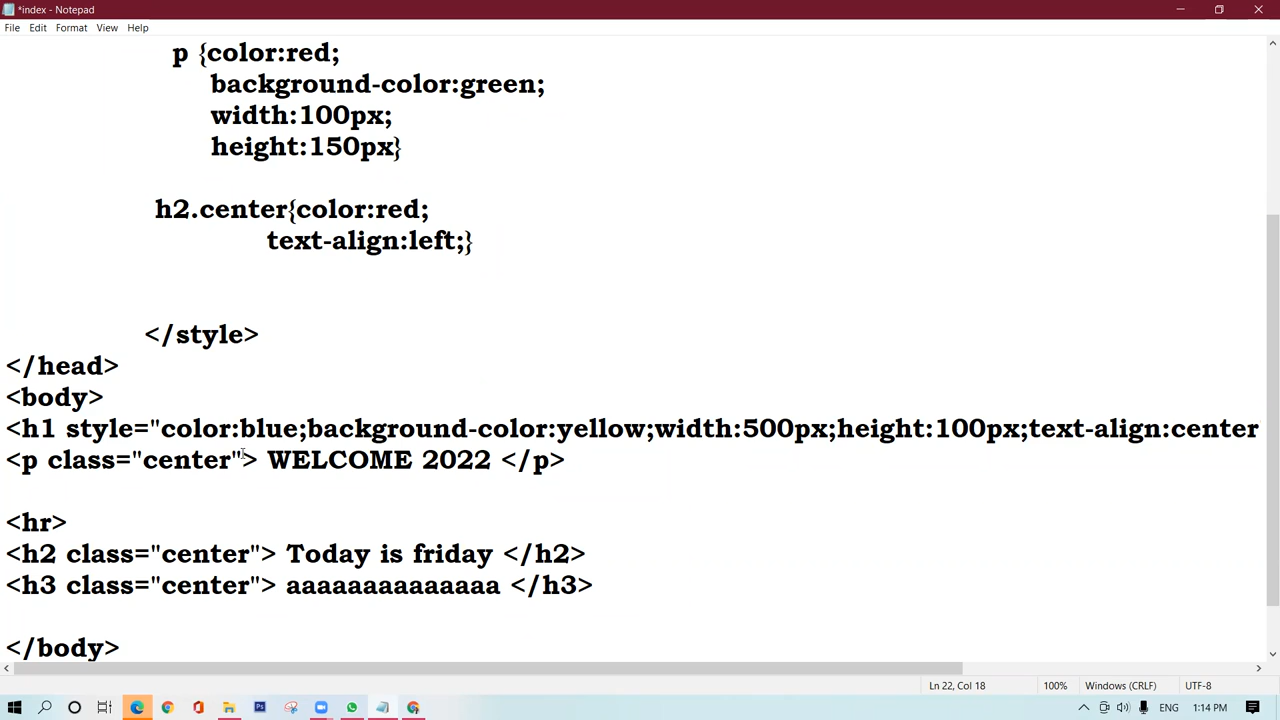 *index - Notepad
File Edit Format View Help
p {color:red;
background-color:green;
width:100px;
height:150px}
h2.center{color:red;
text-align:left;}
</style>
</head>
<body>
<h1 style="color:blue;background-color:yellow;width:500px;height:100px;text-align:center
<p class="center"> WELCOME 2022 </p>
<hr>
<h2 class="center"> Today is friday </h2>
<h3 class="center"> aaaaaaaaaaaaaa </h3>
</body>
Ln 22, Col 18 100% Windows (CRLF) UTF-8
ENG 1:14 PM